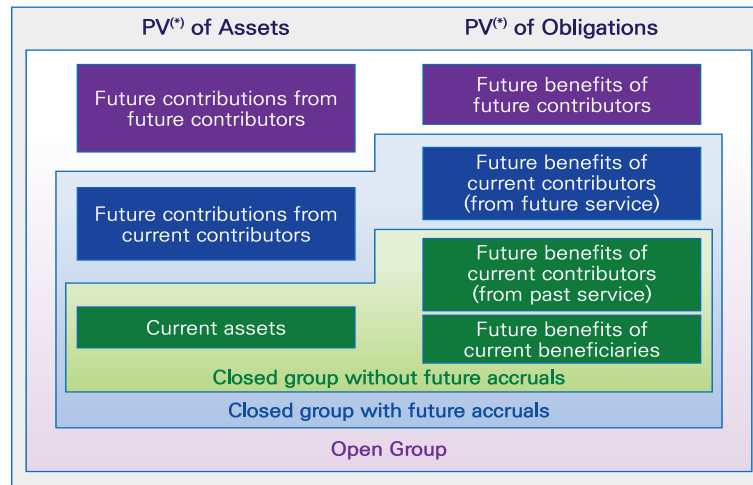 PV(*) of Assets
PV(*) of Obligations
Future contributions from
future contributors
Future benefits of
future contributors
Future contributions from
current contributors
Future benefits of
current contributors
(from future service)
Current assets
Future benefits of
current contributors
(from past service)
Future benefits of
current beneficiaries
Closed group without future accruals
Closed group with future accruals
Open Group